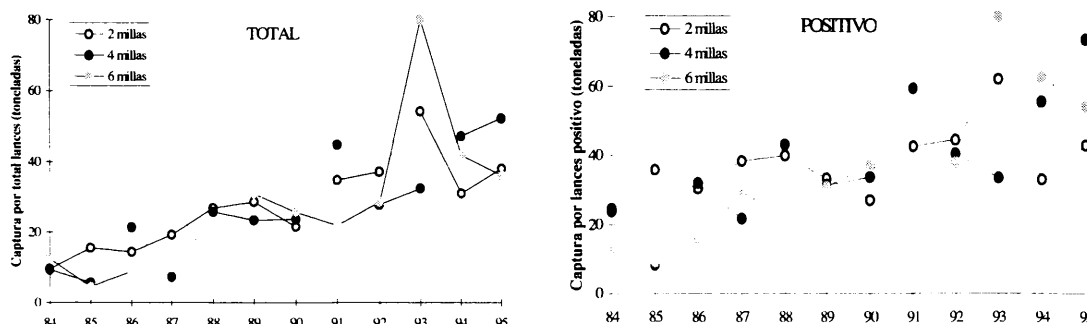 TOTAL
2 millas
4 millas
6 millas
Captura por total lances (toneladas)
80
60
40
20
0
84 85 86 87 88 89 90 91 92 93 94 95
POSITIVO
2 millas
4 millas
6 millas
Captura por lances positivo (toneladas)
80
60
40
20
0
84 85 86 87 88 89 90 91 92 93 94